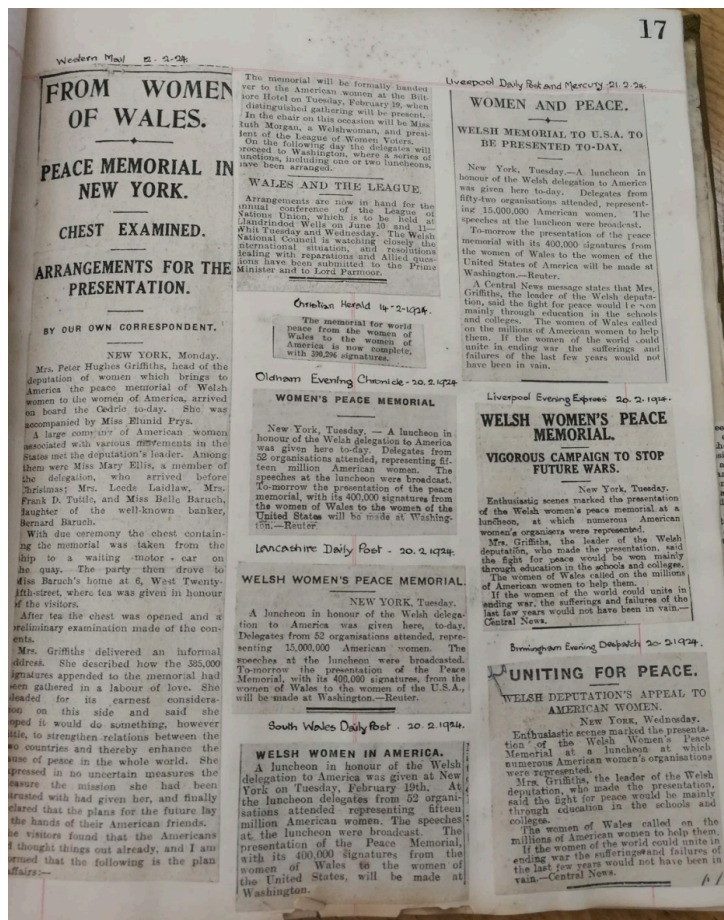 17
Western Mail 12.2.24.
FROM WOMEN
OF WALES.
PEACE MEMORIAL IN
NEW YORK.
CHEST EXAMINED.
ARRANGEMENTS FOR THE
PRESENTATION.
BY OUR OWN CORRESPONDENT.
NEW YORK, Monday.
Mrs. Peter Hughes Griffiths, head of the
deputation of women which brings to
America the peace memorial of Welsh
women to the women of America, arrived
on board the Cedric to-day. She was
accompanied by Miss Elunid Prys.
A large company of American women
associated with various movements in the
States met the deputation's leader. Among
them were Miss Mary Ellis, a member of
the delegation, who arrived before
Christmas; Mrs. Leeds Laidlaw, Mrs.
Frank D. Tuttle, and Miss Belle Baruch,
daughter of the well-known banker,
Bernard Baruch.
With due ceremony the chest contain-
ing the memorial was taken from the
ship to a waiting motor-car on
the quay. The party then drove to
Miss Baruch's home at 6, West Twenty-
fifth-street, where tea was given in honour
of the visitors.
After tea the chest was opened and a
preliminary examination made of the con-
ents.
Mrs. Griffiths delivered an informal
ddress. She described how the 385,000
ignatures appended to the memorial had
een gathered in a labour of love. She
leaded for its earnest considera-
ion on this side and said she
oped it would do something, however
ttle, to strengthen relations between the
wo countries and thereby enhance the
use of peace in the whole world. She
pressed in no uncertain measures the
easure the mission she had been
trusted with had given her, and finally
clared that the plans for the future lay
the hands of their American friends.
e visitors found that the Americans
d thought things out already, and I am
ormed that the following is the plan
affairs:—
The memorial will be formally handed
ver to the American women at the Bilt-
ore Hotel on Tuesday, February 19, when
distinguished gathering will be present.
In the chair on this occasion will be Miss
uth Morgan, a Welshwoman, and presi-
lent of the League of Women Voters.
On the following day the delegates will
roceed to Washington, where a series of
unctions, including one or two luncheons,
have been arranged.
WALES AND THE LEAGUE.
Arrangements are now in hand for the
annual conference of the League of
Nations Union, which is to be held at
Llandrindod Wells on June 10 and 11—
Whit Tuesday and Wednesday. The Welsh
National Council is watching closely the
international situation, and resolutions
dealing with reparations and Allied ques-
ions have been submitted to the Prime
Minister and to Lord Parmoor.
Christian Herald 14-2-1924.
The memorial for world
peace from the women of
Wales to the women of
America is now complete,
with 390,296 signatures.
Oldham Evening Chronicle - 20.2.1924
WOMEN'S PEACE MEMORIAL
New York, Tuesday. — A luncheon in
honour of the Welsh delegation to America
was given here to-day. Delegates from
52 organisations attended, representing fif-
teen million American women. The
speeches at the luncheon were broadcast.
To-morrow the presentation of the peace
memorial, with its 400,000 signatures from
the women of Wales to the women of the
United States will be made at Washing-
ton.—Reuter.
Lancashire Daily Post - 20.2.1924.
WELSH WOMEN'S PEACE MEMORIAL.
NEW YORK, Tuesday.
A luncheon in honour of the Welsh delega-
tion to America was given here, to-day.
Delegates from 52 organisations attended, repre-
senting 15,000,000 American women. The
speeches at the luncheon were broadcasted.
To-morrow the presentation of the Peace
Memorial, with its 400,000 signatures, from the
women of Wales to the women of the U.S.A.,
will be made at Washington.—Reuter.
South Wales Daily Post - 20.2.1924.
WELSH WOMEN IN AMERICA.
A luncheon in honour of the Welsh
delegation to America was given at New
York on Tuesday, February 19th. At
the luncheon delegates from 52 organi-
sations attended representing fifteen
million American women. The speeches
at the luncheon were broadcast. The
presentation of the Peace Memorial,
with its 400,000 signatures from the
women of Wales to the women of
the United States, will be made at
Washington.
Liverpool Daily Post and Mercury 21.2.24.
WOMEN AND PEACE.
WELSH MEMORIAL TO U.S.A. TO
BE PRESENTED TO-DAY.
New York, Tuesday.—A luncheon in
honour of the Welsh delegation to America
was given here to-day. Delegates from
fifty-two organisations attended, represent-
ing 15,000,000 American women. The
speeches at the luncheon were broadcast.
To-morrow the presentation of the peace
memorial with its 400,000 signatures from
the women of Wales to the women of the
United States of America will be made at
Washington.—Reuter.
A Central News message states that Mrs.
Griffiths, the leader of the Welsh deputa-
tion, said the fight for peace would be won
mainly through education in the schools
and colleges. The women of Wales called
on the millions of American women to help
them. If the women of the world could
unite in ending war the sufferings and
failures of the last few years would not
have been in vain.
Liverpool Evening Express 20.2.1924.
WELSH WOMEN'S PEACE
MEMORIAL.
VIGOROUS CAMPAIGN TO STOP
FUTURE WARS.
New York, Tuesday.
Enthusiastic scenes marked the presentation
of the Welsh women's peace memorial at a
luncheon, at which numerous American
women's organisers were represented.
Mrs. Griffiths, the leader of the Welsh
deputation, who made the presentation, said
the fight for peace would be won mainly
through education in the schools and colleges.
The women of Wales called on the millions
of American women to help them.
If the women of the world could unite in
ending war, the sufferings and failures of the
last few years would not have been in vain.—
Central News.
Birmingham Evening Despatch 20.2.1924.
UNITING FOR PEACE.
WELSH DEPUTATION'S APPEAL TO
AMERICAN WOMEN.
New York, Wednesday.
Enthusiastic scenes marked the presenta-
tion of the Welsh Women's Peace
Memorial at a luncheon at which
numerous American women's organisations
were represented.
Mrs. Griffiths, the leader of the Welsh
deputation, who made the presentation,
said the fight for peace would be mainly
through education in the schools and
colleges.
The women of Wales called on the
millions of American women to help them.
If the women of the world could unite in
ending war the sufferings and failures of
the last few years would not have been in
vain.—Central News.